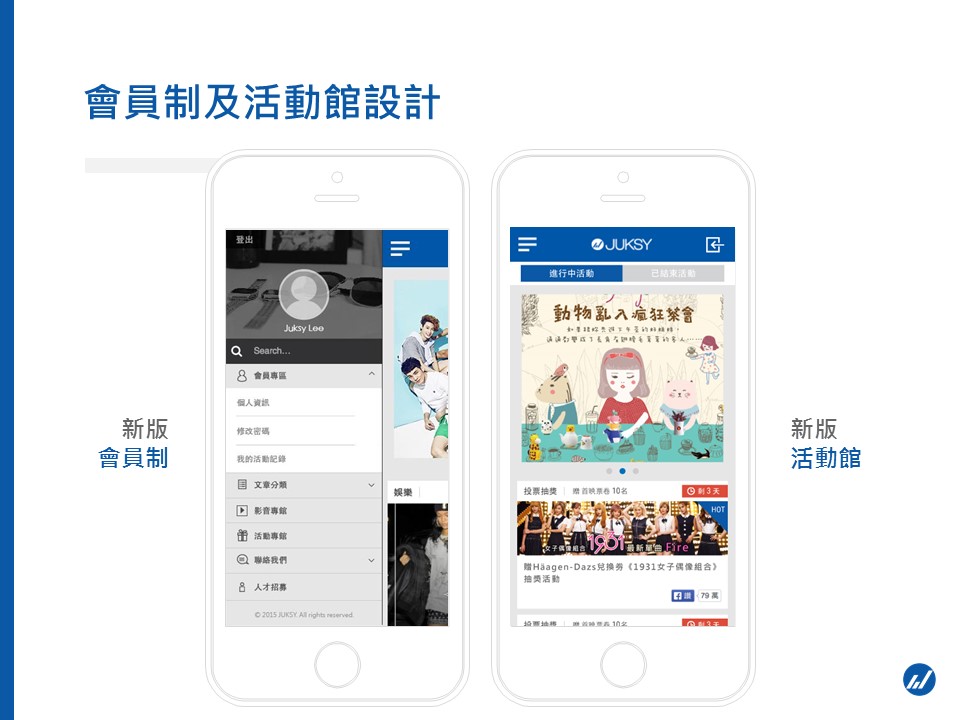 會員制及活動館設計
登出
Juksy Lee
Search...
會員專區
個人資訊
修改密碼
我的活動記錄
文章分類
影音專館
活動專館
聯絡我們
人才招募
© 2015 JUKSY. All rights reserved.
娛樂
新版
會員制
JUKSY
進行中活動
已結束活動
動物亂入瘋狂茶會
投票抽獎
贈 首映票卷 10名
剩 3 天
HOT
女子偶像組合 1931 最新單曲 Fire
贈Häagen-Dazs兌換券《1931女子偶像組合》
抽獎活動
讚
79 萬
投票抽獎
贈 首映票卷 10名
剩 3 天
新版
活動館